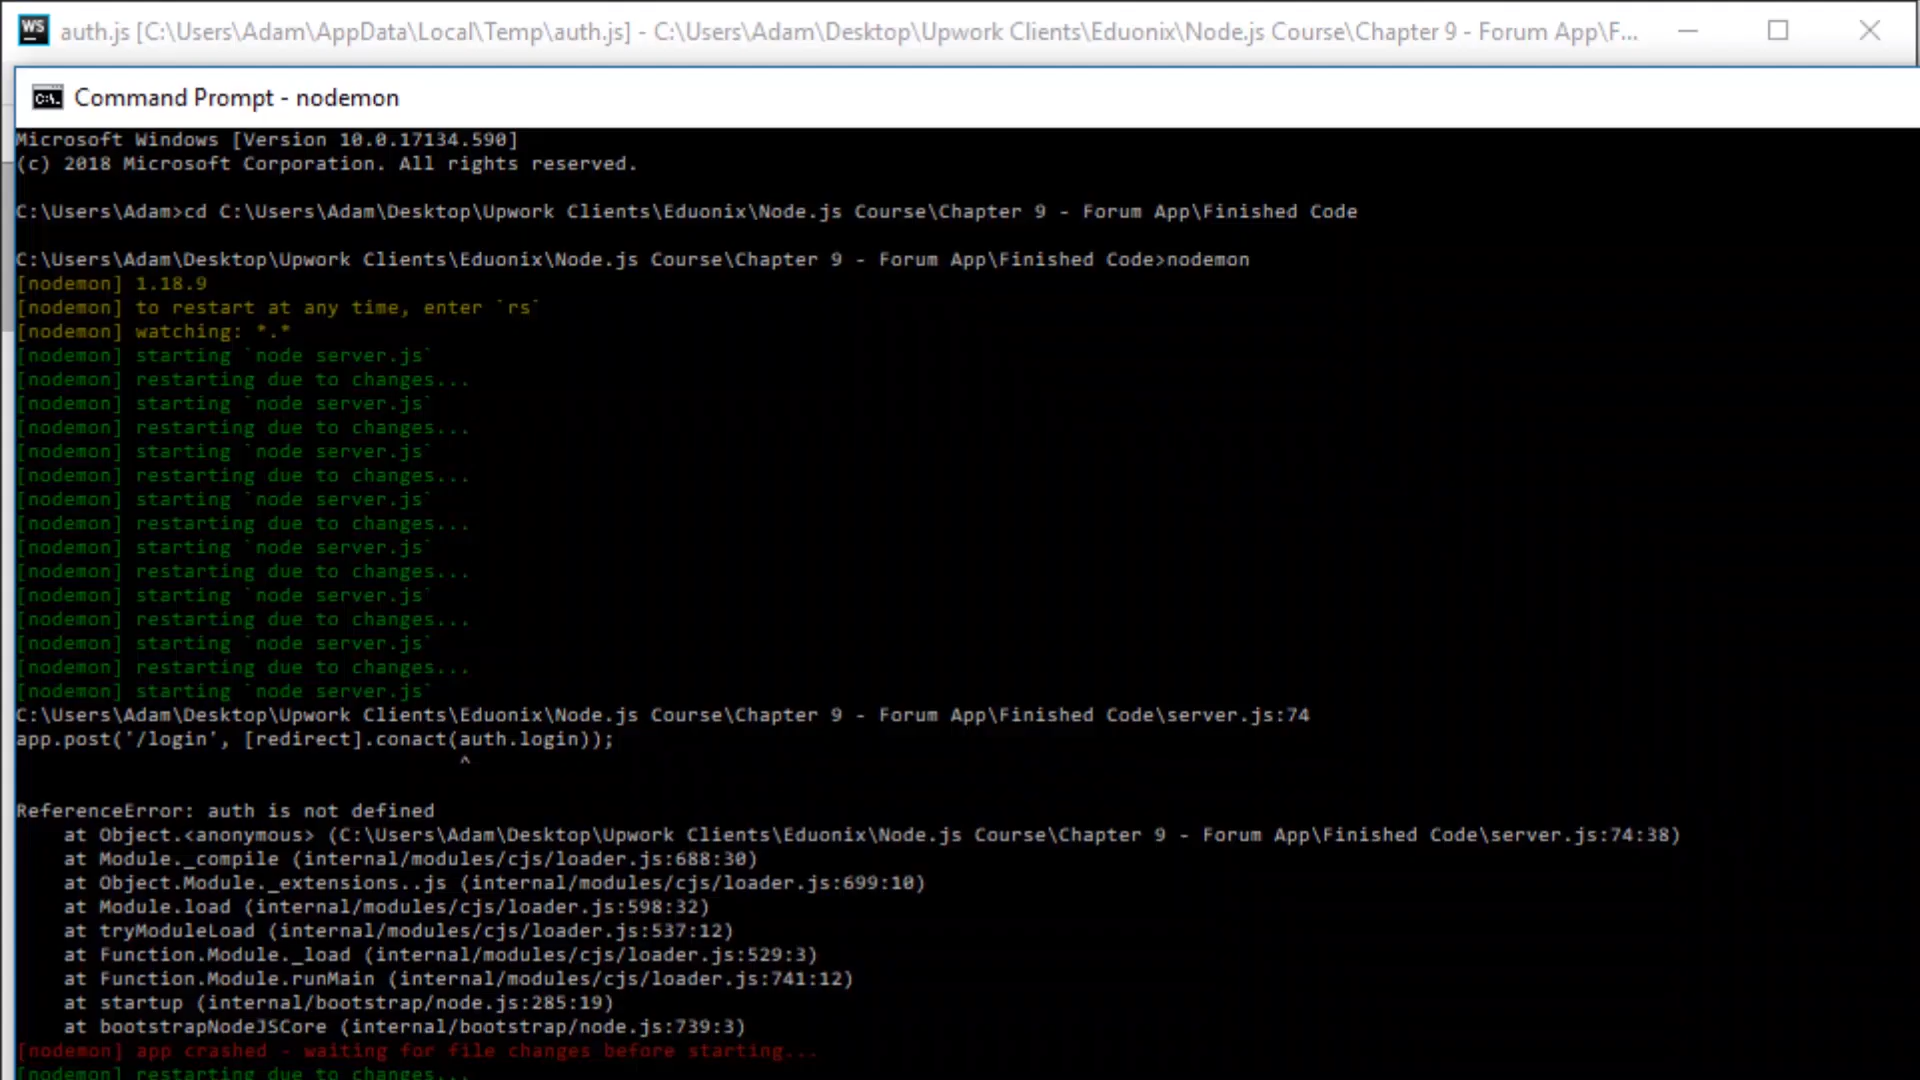 WS auth.js [C:\Users\Adam\AppData\Local\Temp\auth.js] - C:\Users\Adam\Desktop\Upwork Clients\Eduonix\Node.js Course\Chapter 9 - Forum App\F...
C:\. Command Prompt - nodemon
Microsoft Windows [Version 10.0.17134.590]
(c) 2018 Microsoft Corporation. All rights reserved.
C:\Users\Adam>cd C:\Users\Adam\Desktop\Upwork Clients\Eduonix\Node.js Course\Chapter 9 - Forum App\Finished Code
C:\Users\Adam\Desktop\Upwork Clients\Eduonix\Node.js Course\Chapter 9 - Forum App\Finished Code>nodemon
[nodemon] 1.18.9
[nodemon] to restart at any time, enter `rs`
[nodemon] watching: *.*
[nodemon] starting `node server.js`
[nodemon] restarting due to changes...
[nodemon] starting `node server.js`
[nodemon] restarting due to changes...
[nodemon] starting `node server.js`
[nodemon] restarting due to changes...
[nodemon] starting `node server.js`
[nodemon] restarting due to changes...
[nodemon] starting `node server.js`
[nodemon] restarting due to changes...
[nodemon] starting `node server.js`
[nodemon] restarting due to changes...
[nodemon] starting `node server.js`
[nodemon] restarting due to changes...
[nodemon] starting `node server.js`
C:\Users\Adam\Desktop\Upwork Clients\Eduonix\Node.js Course\Chapter 9 - Forum App\Finished Code\server.js:74
app.post('/login', [redirect].conact(auth.login));
^
ReferenceError: auth is not defined
at Object.<anonymous> (C:\Users\Adam\Desktop\Upwork Clients\Eduonix\Node.js Course\Chapter 9 - Forum App\Finished Code\server.js:74:38)
at Module._compile (internal/modules/cjs/loader.js:688:30)
at Object.Module._extensions..js (internal/modules/cjs/loader.js:699:10)
at Module.load (internal/modules/cjs/loader.js:598:32)
at tryModuleLoad (internal/modules/cjs/loader.js:537:12)
at Function.Module._load (internal/modules/cjs/loader.js:529:3)
at Function.Module.runMain (internal/modules/cjs/loader.js:741:12)
at startup (internal/bootstrap/node.js:285:19)
at bootstrapNodeJSCore (internal/bootstrap/node.js:739:3)
[nodemon] app crashed - waiting for file changes before starting...
[nodemon] restarting due to changes...